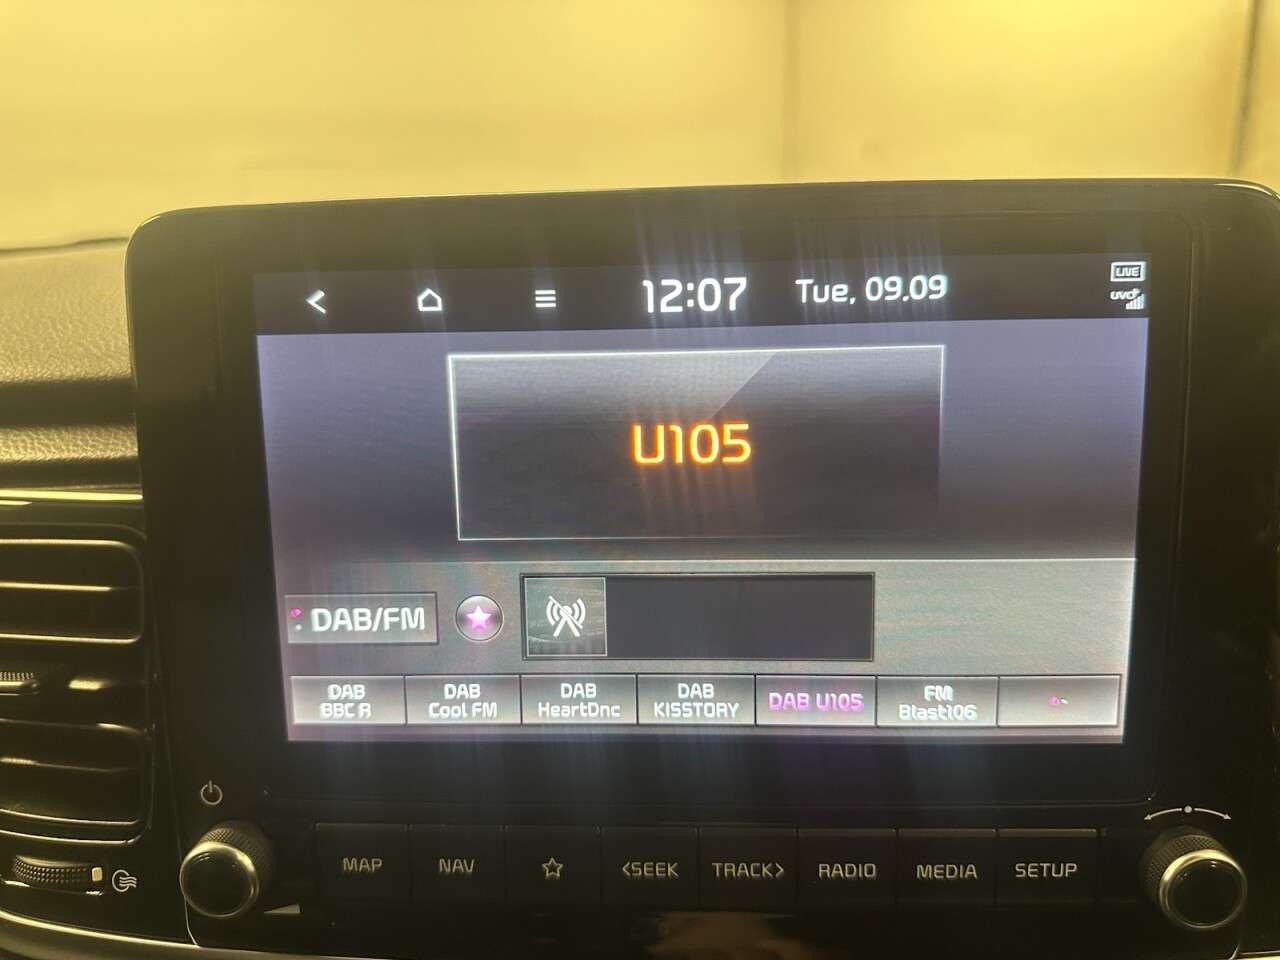 12:07 Tue, 09.09 LIVE
UVO
U105
DAB/FM
DAB BBC R
DAB Cool FM
DAB HeartDnc
DAB KISSTORY
DAB U105
FM Blast106
MAP NAV <SEEK TRACK> RADIO MEDIA SETUP